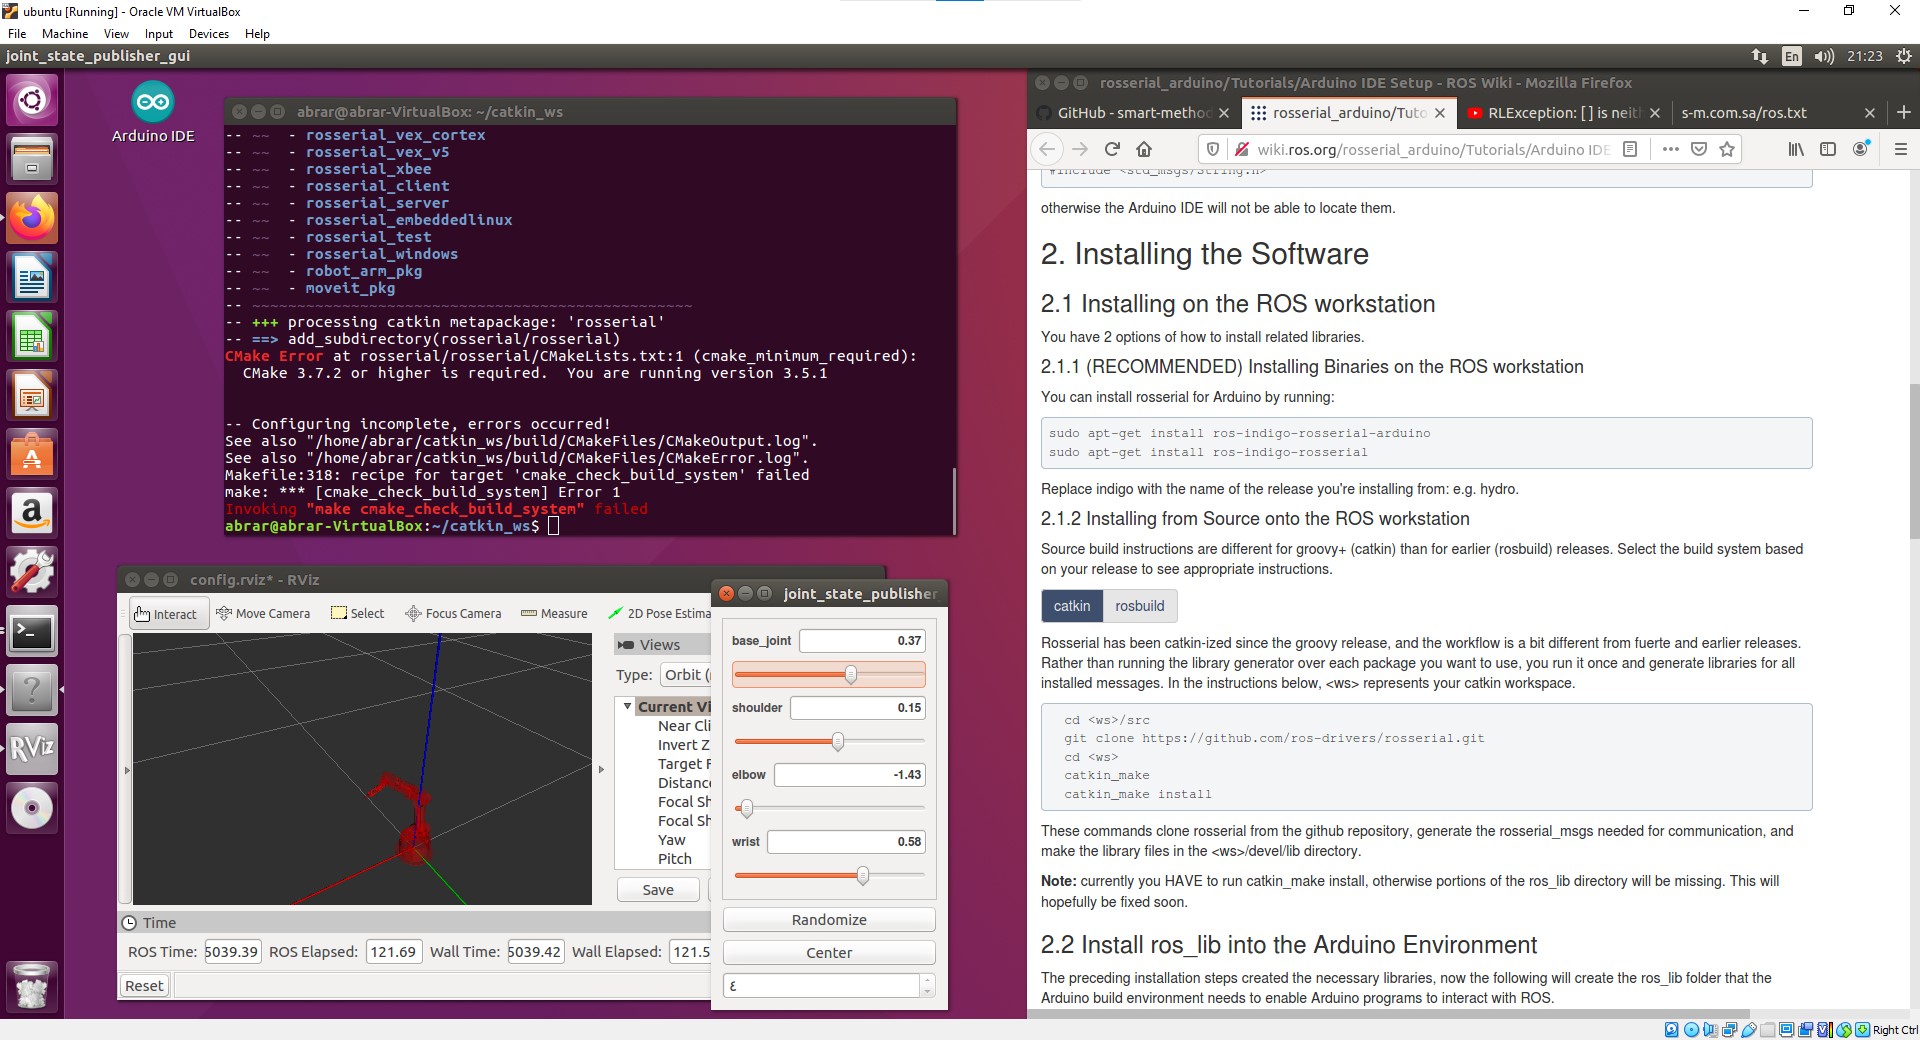 ubuntu [Running] - Oracle VM VirtualBox
File Machine View Input Devices Help
joint_state_publisher_gui
En
21:23
Arduino IDE
abrar@abrar-VirtualBox: ~/catkin_ws
-- ~~  - rosserial_vex_cortex
-- ~~  - rosserial_vex_v5
-- ~~  - rosserial_xbee
-- ~~  - rosserial_client
-- ~~  - rosserial_server
-- ~~  - rosserial_embeddedlinux
-- ~~  - rosserial_test
-- ~~  - rosserial_windows
-- ~~  - robot_arm_pkg
-- ~~  - moveit_pkg
-- ~~~~~~~~~~~~~~~~~~~~~~~~~~~~~~~~~~~~~~~~~~~~~~~~~
-- +++ processing catkin metapackage: 'rosserial'
-- ==> add_subdirectory(rosserial/rosserial)
CMake Error at rosserial/rosserial/CMakeLists.txt:1 (cmake_minimum_required):
  CMake 3.7.2 or higher is required.  You are running version 3.5.1
-- Configuring incomplete, errors occurred!
See also "/home/abrar/catkin_ws/build/CMakeFiles/CMakeOutput.log".
See also "/home/abrar/catkin_ws/build/CMakeFiles/CMakeError.log".
Makefile:318: recipe for target 'cmake_check_build_system' failed
make: *** [cmake_check_build_system] Error 1
Invoking "make cmake_check_build_system" failed
abrar@abrar-VirtualBox:~/catkin_ws$
config.rviz* - RViz
Interact Move Camera Select Focus Camera Measure 2D Pose Estima
Views
Type: Orbit (
Current Vi
Near Cli
Invert Z
Target F
Distance
Focal Sh
Focal Sh
Yaw
Pitch
Save
Time
ROS Time: 5039.39 ROS Elapsed: 121.69 Wall Time: 5039.42 Wall Elapsed: 121.5
Reset
joint_state_publisher
base_joint 0.37
shoulder 0.15
elbow -1.43
wrist 0.58
Randomize
Center
٤
RViz
rosserial_arduino/Tutorials/Arduino IDE Setup - ROS Wiki - Mozilla Firefox
GitHub - smart-method
rosserial_arduino/Tuto
RLException: [ ] is neith
s-m.com.sa/ros.txt
wiki.ros.org/rosserial_arduino/Tutorials/Arduino IDE
#include <std_msgs/String.h>
otherwise the Arduino IDE will not be able to locate them.
2. Installing the Software
2.1 Installing on the ROS workstation
You have 2 options of how to install related libraries.
2.1.1 (RECOMMENDED) Installing Binaries on the ROS workstation
You can install rosserial for Arduino by running:
sudo apt-get install ros-indigo-rosserial-arduino
sudo apt-get install ros-indigo-rosserial
Replace indigo with the name of the release you're installing from: e.g. hydro.
2.1.2 Installing from Source onto the ROS workstation
Source build instructions are different for groovy+ (catkin) than for earlier (rosbuild) releases. Select the build system based
on your release to see appropriate instructions.
catkin rosbuild
Rosserial has been catkin-ized since the groovy release, and the workflow is a bit different from fuerte and earlier releases.
Rather than running the library generator over each package you want to use, you run it once and generate libraries for all
installed messages. In the instructions below, <ws> represents your catkin workspace.
cd <ws>/src
git clone https://github.com/ros-drivers/rosserial.git
cd <ws>
catkin_make
catkin_make install
These commands clone rosserial from the github repository, generate the rosserial_msgs needed for communication, and
make the library files in the <ws>/devel/lib directory.
Note: currently you HAVE to run catkin_make install, otherwise portions of the ros_lib directory will be missing. This will
hopefully be fixed soon.
2.2 Install ros_lib into the Arduino Environment
The preceding installation steps created the necessary libraries, now the following will create the ros_lib folder that the
Arduino build environment needs to enable Arduino programs to interact with ROS.
Right Ctrl